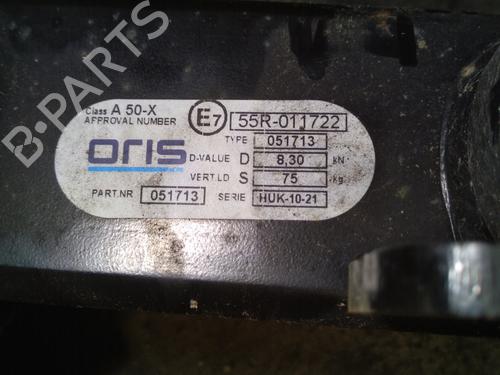 B-PARTS
Class A 50-X
APPROVAL NUMBER E7 55R-011722
TYPE 051713
ORIS D-VALUE D 8,30 kN
VERT.LD S 75 kg
PART.NR 051713 SERIE HUK-10-21